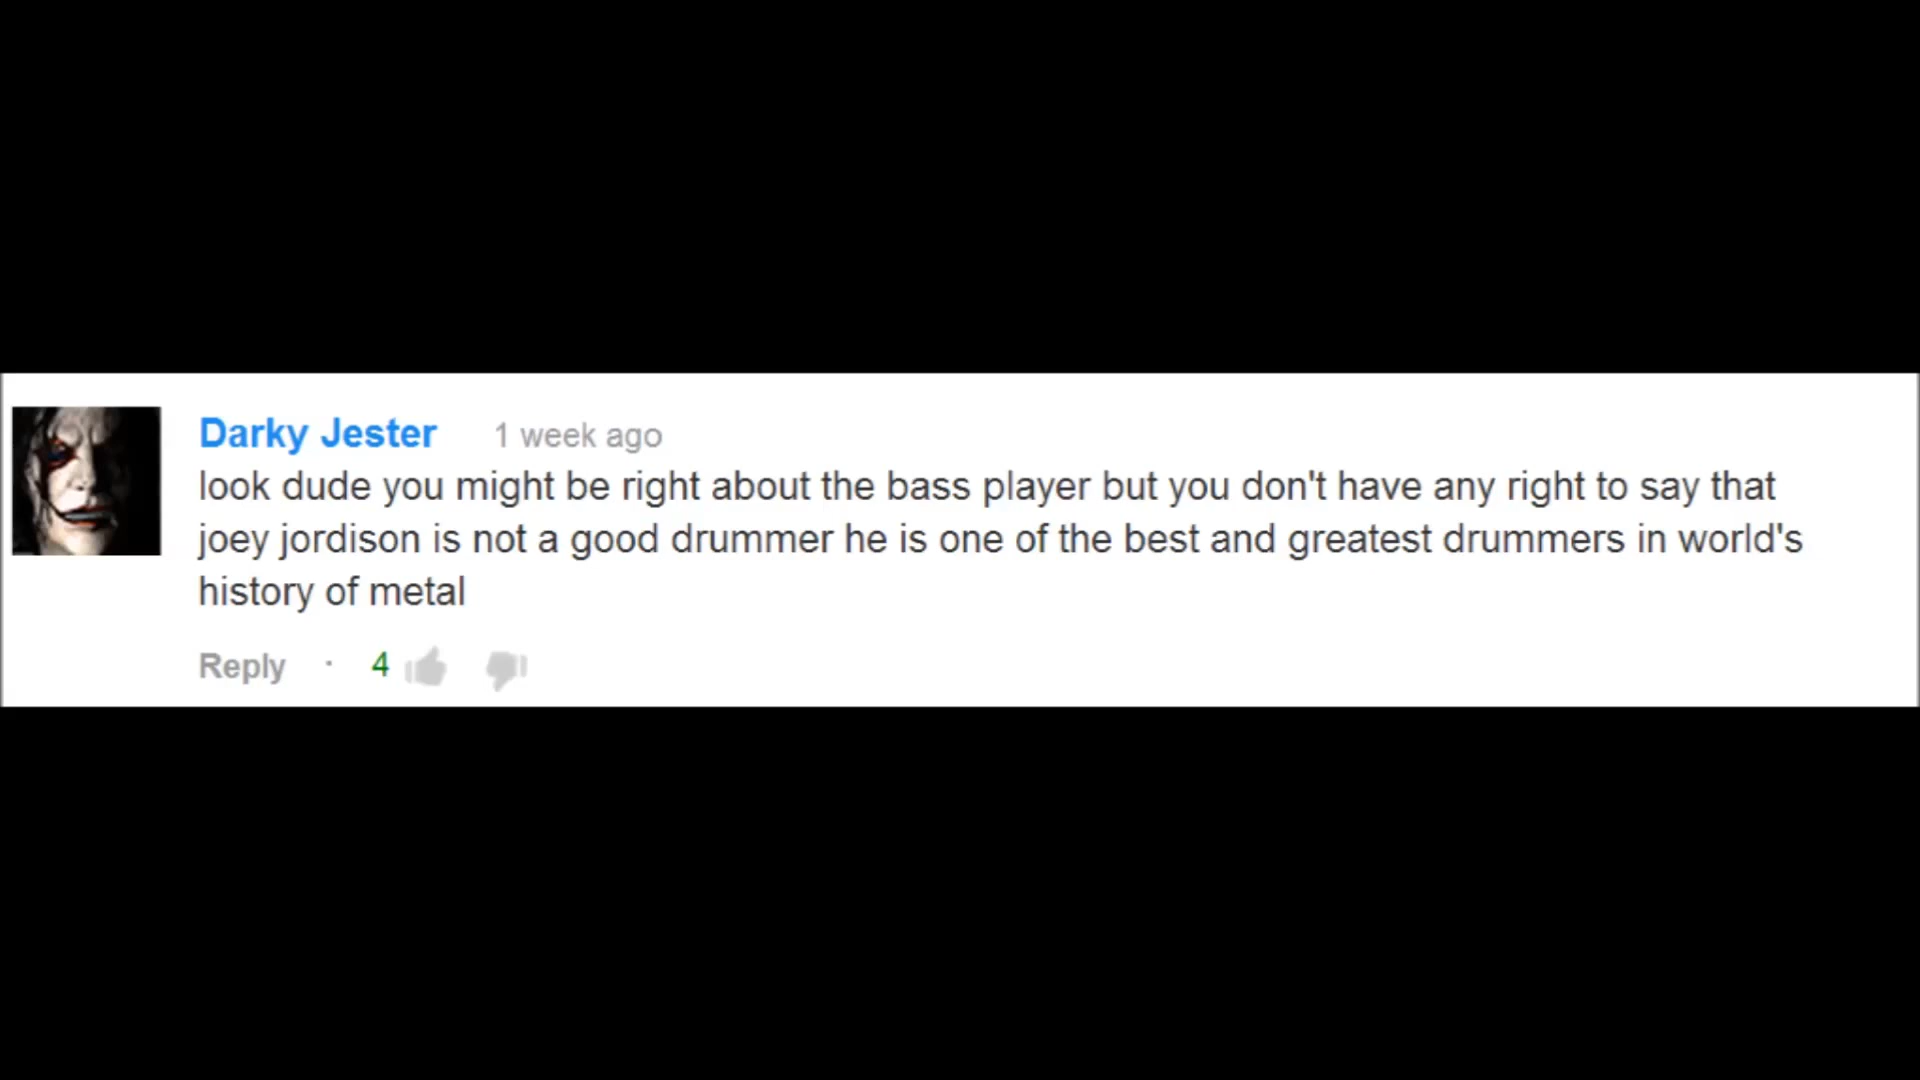 Darky Jester 1 week ago
look dude you might be right about the bass player but you don't have any right to say that
joey jordison is not a good drummer he is one of the best and greatest drummers in world's
history of metal
Reply · 4